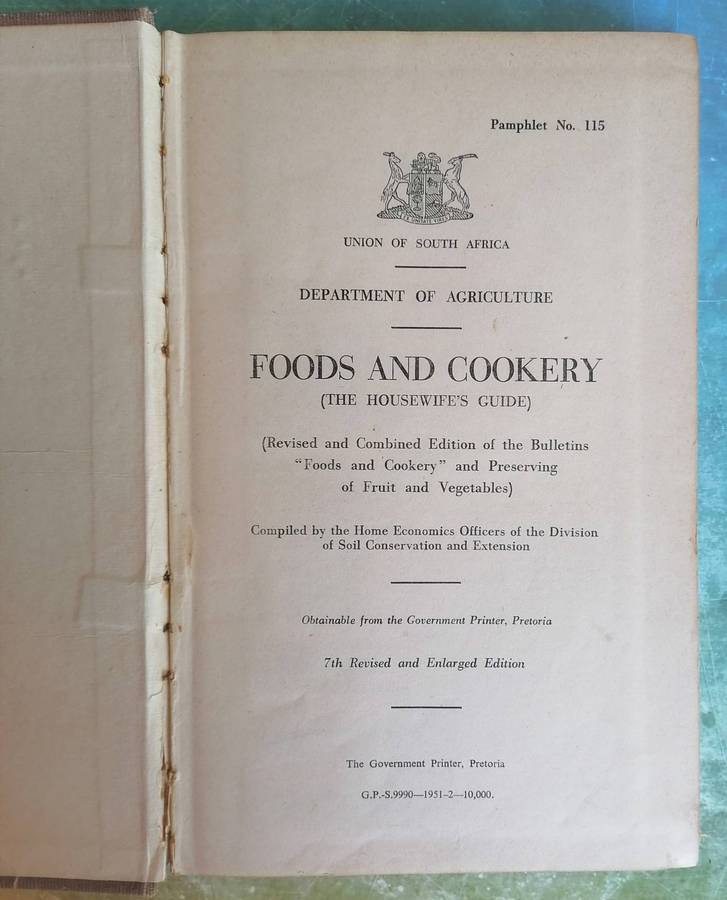 Pamphlet No. 115
EX UNITATE VIRES
UNION OF SOUTH AFRICA
DEPARTMENT OF AGRICULTURE
FOODS AND COOKERY
(THE HOUSEWIFE'S GUIDE)
(Revised and Combined Edition of the Bulletins
"Foods and Cookery" and Preserving
of Fruit and Vegetables)
Compiled by the Home Economics Officers of the Division
of Soil Conservation and Extension
Obtainable from the Government Printer, Pretoria
7th Revised and Enlarged Edition
The Government Printer, Pretoria
G.P.-S.9990—1951-2—10,000.